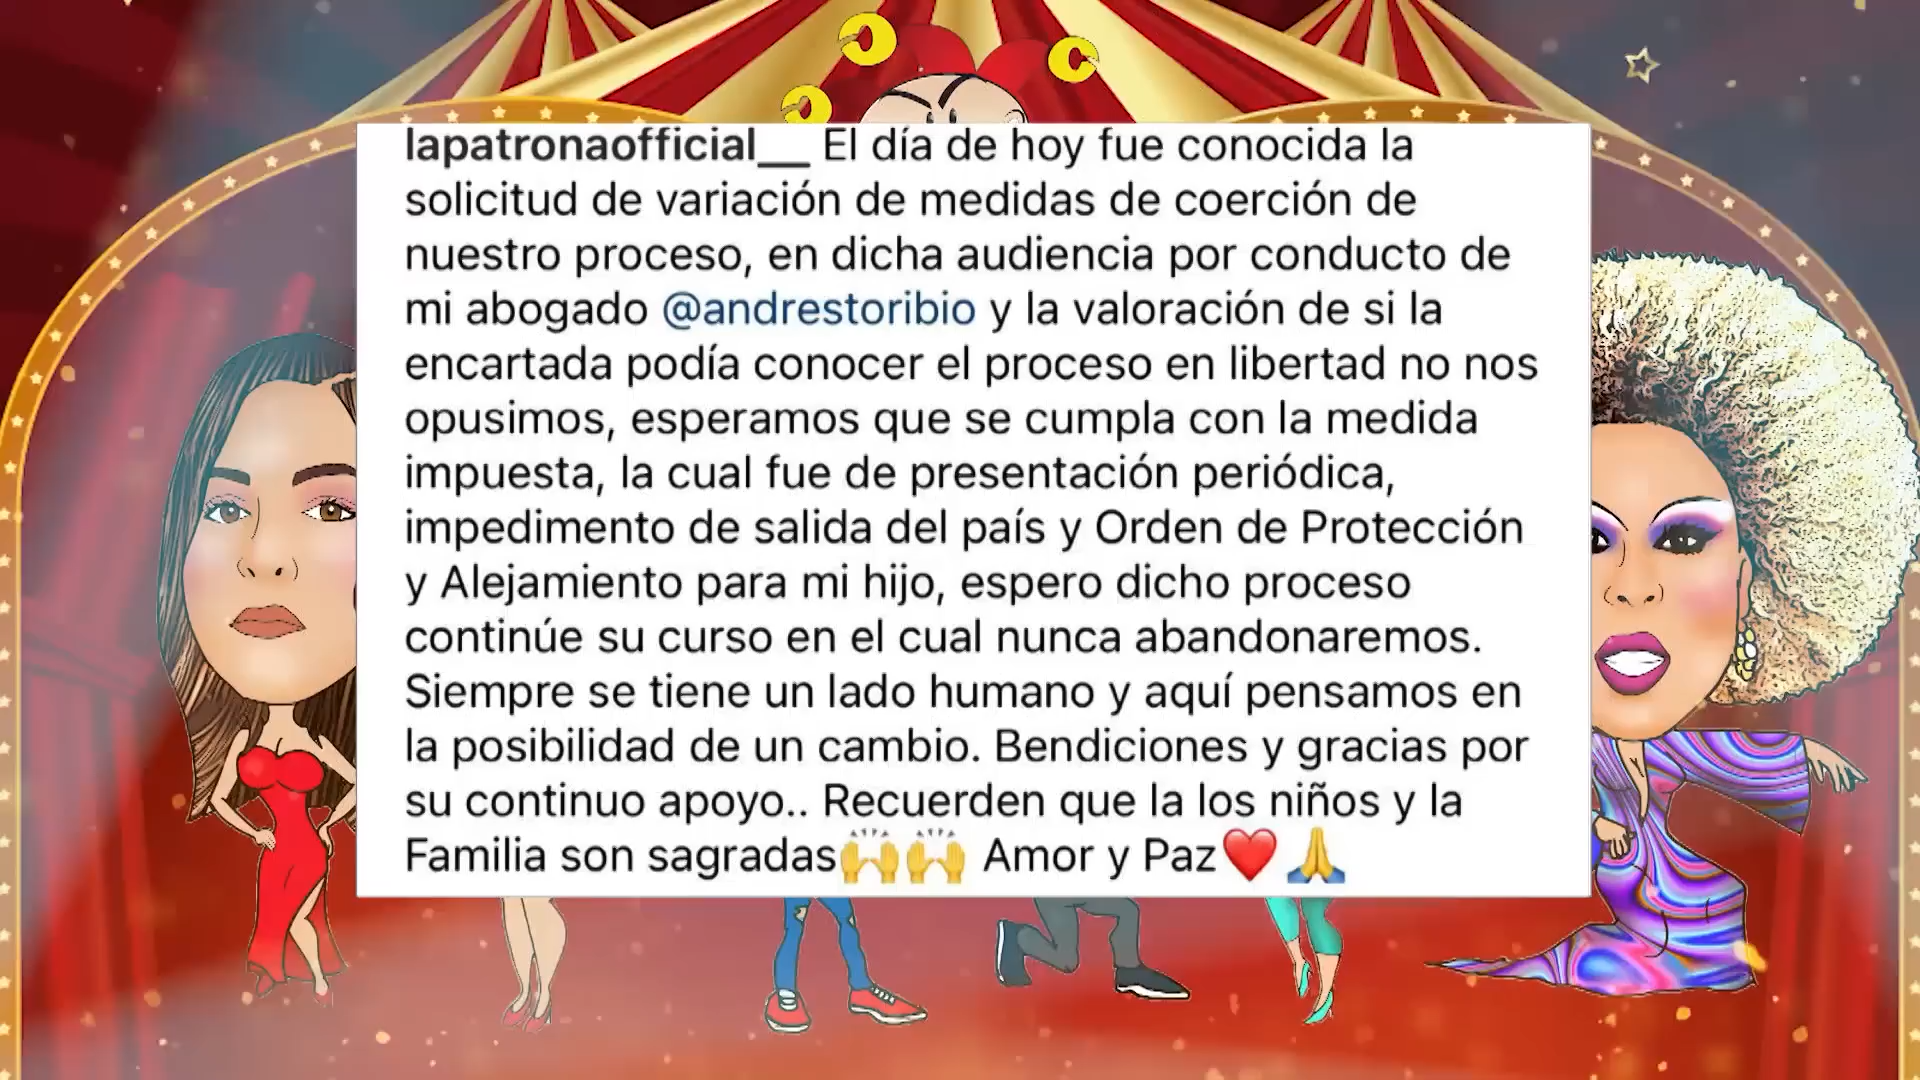 lapatronaofficial__ El día de hoy fue conocida la
solicitud de variación de medidas de coerción de
nuestro proceso, en dicha audiencia por conducto de
mi abogado @andrestoribio y la valoración de si la
encartada podía conocer el proceso en libertad no nos
opusimos, esperamos que se cumpla con la medida
impuesta, la cual fue de presentación periódica,
impedimento de salida del país y Orden de Protección
y Alejamiento para mi hijo, espero dicho proceso
continúe su curso en el cual nunca abandonaremos.
Siempre se tiene un lado humano y aquí pensamos en
la posibilidad de un cambio. Bendiciones y gracias por
su continuo apoyo.. Recuerden que la los niños y la
Familia son sagradas🙌🙌 Amor y Paz❤️🙏